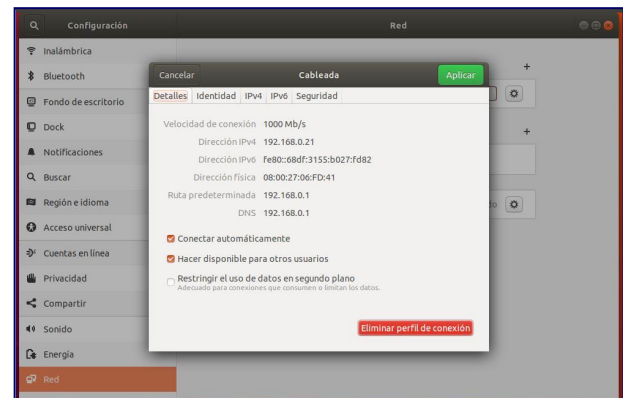 Configuración
Red
Inalámbrica
Bluetooth
Fondo de escritorio
Dock
Notificaciones
Buscar
Región e idioma
Acceso universal
Cuentas en línea
Privacidad
Compartir
Sonido
Energía
Red
Cancelar
Cableada
Aplicar
Detalles Identidad IPv4 IPv6 Seguridad
Velocidad de conexión 1000 Mb/s
Dirección IPv4 192.168.0.21
Dirección IPv6 fe80::68df:3155:b027:fd82
Dirección física 08:00:27:06:FD:41
Ruta predeterminada 192.168.0.1
DNS 192.168.0.1
Conectar automáticamente
Hacer disponible para otros usuarios
Restringir el uso de datos en segundo plano
Adecuado para conexiones que consumen o limitan los datos.
Eliminar perfil de conexión